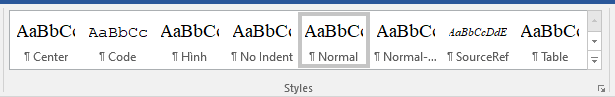 AaBbCc AaBbCc AaBbCc AaBbCc AaBbCc AaBbCc AaBbCcDdE AaBbCc
¶ Center ¶ Code ¶ Hình ¶ No Indent ¶ Normal ¶ Normal-... ¶ SourceRef ¶ Table
Styles